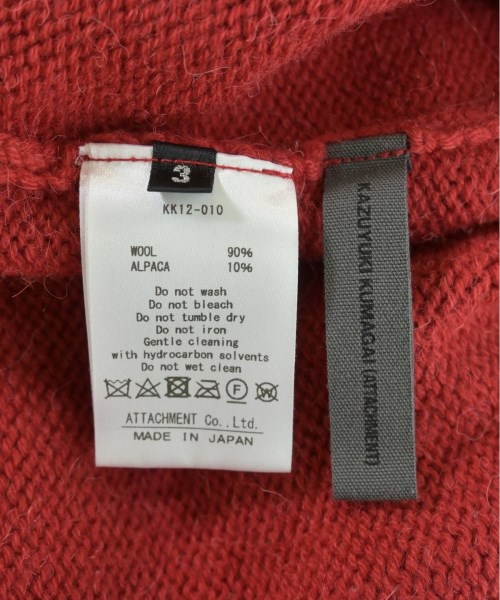 3
KK12-010
WOOL 90%
ALPACA 10%
Do not wash
Do not bleach
Do not tumble dry
Do not iron
Gentle cleaning
with hydrocarbon solvents
Do not wet clean
F
W
ATTACHMENT Co., Ltd.
MADE IN JAPAN
KAZUYUKI KUMAGAI (ATTACHMENT)